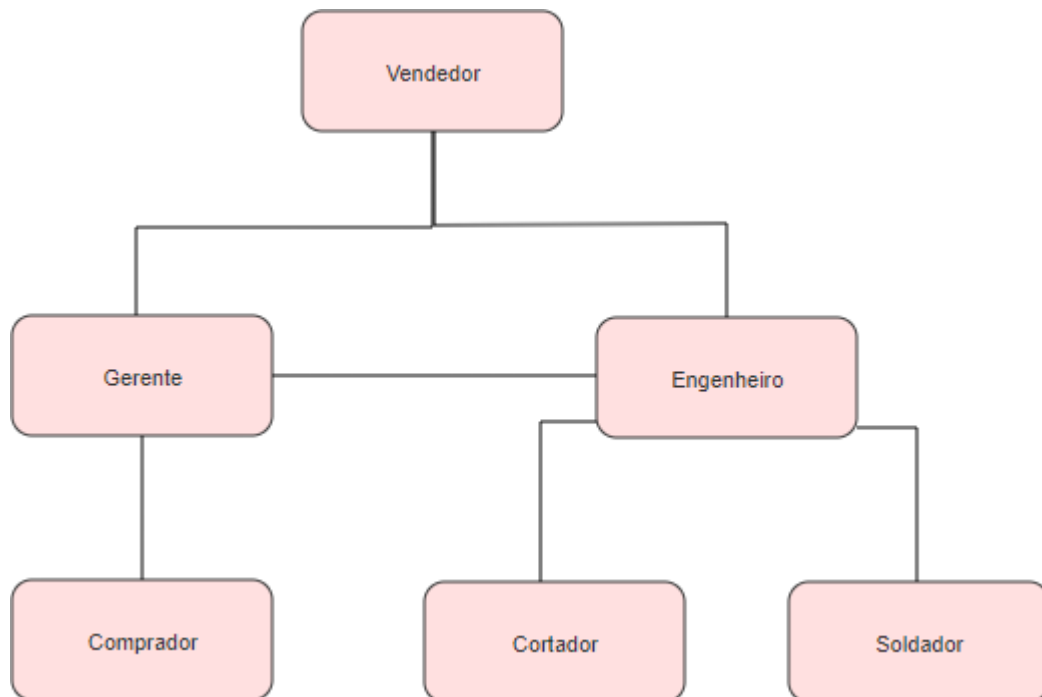 Vendedor
Gerente
Engenheiro
Comprador
Cortador
Soldador